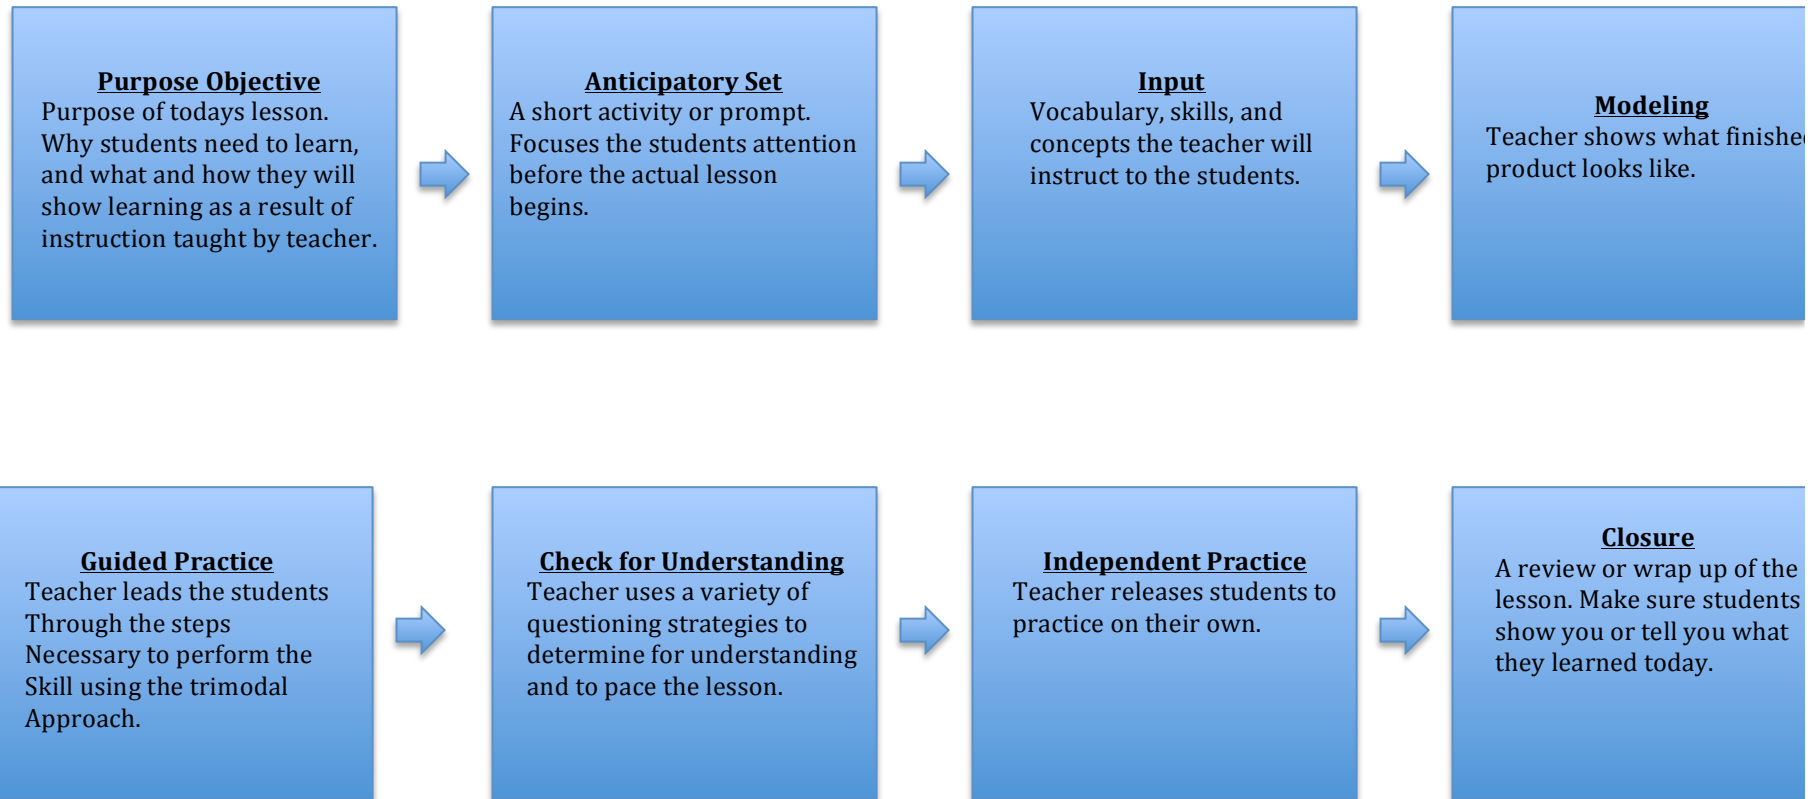 Purpose Objective
Purpose of todays lesson.
Why students need to learn,
and what and how they will
show learning as a result of
instruction taught by teacher.
Anticipatory Set
A short activity or prompt.
Focuses the students attention
before the actual lesson
begins.
Input
Vocabulary, skills, and
concepts the teacher will
instruct to the students.
Modeling
Teacher shows what finished
product looks like.
Guided Practice
Teacher leads the students
Through the steps
Necessary to perform the
Skill using the trimodal
Approach.
Check for Understanding
Teacher uses a variety of
questioning strategies to
determine for understanding
and to pace the lesson.
Independent Practice
Teacher releases students to
practice on their own.
Closure
A review or wrap up of the
lesson. Make sure students
show you or tell you what
they learned today.